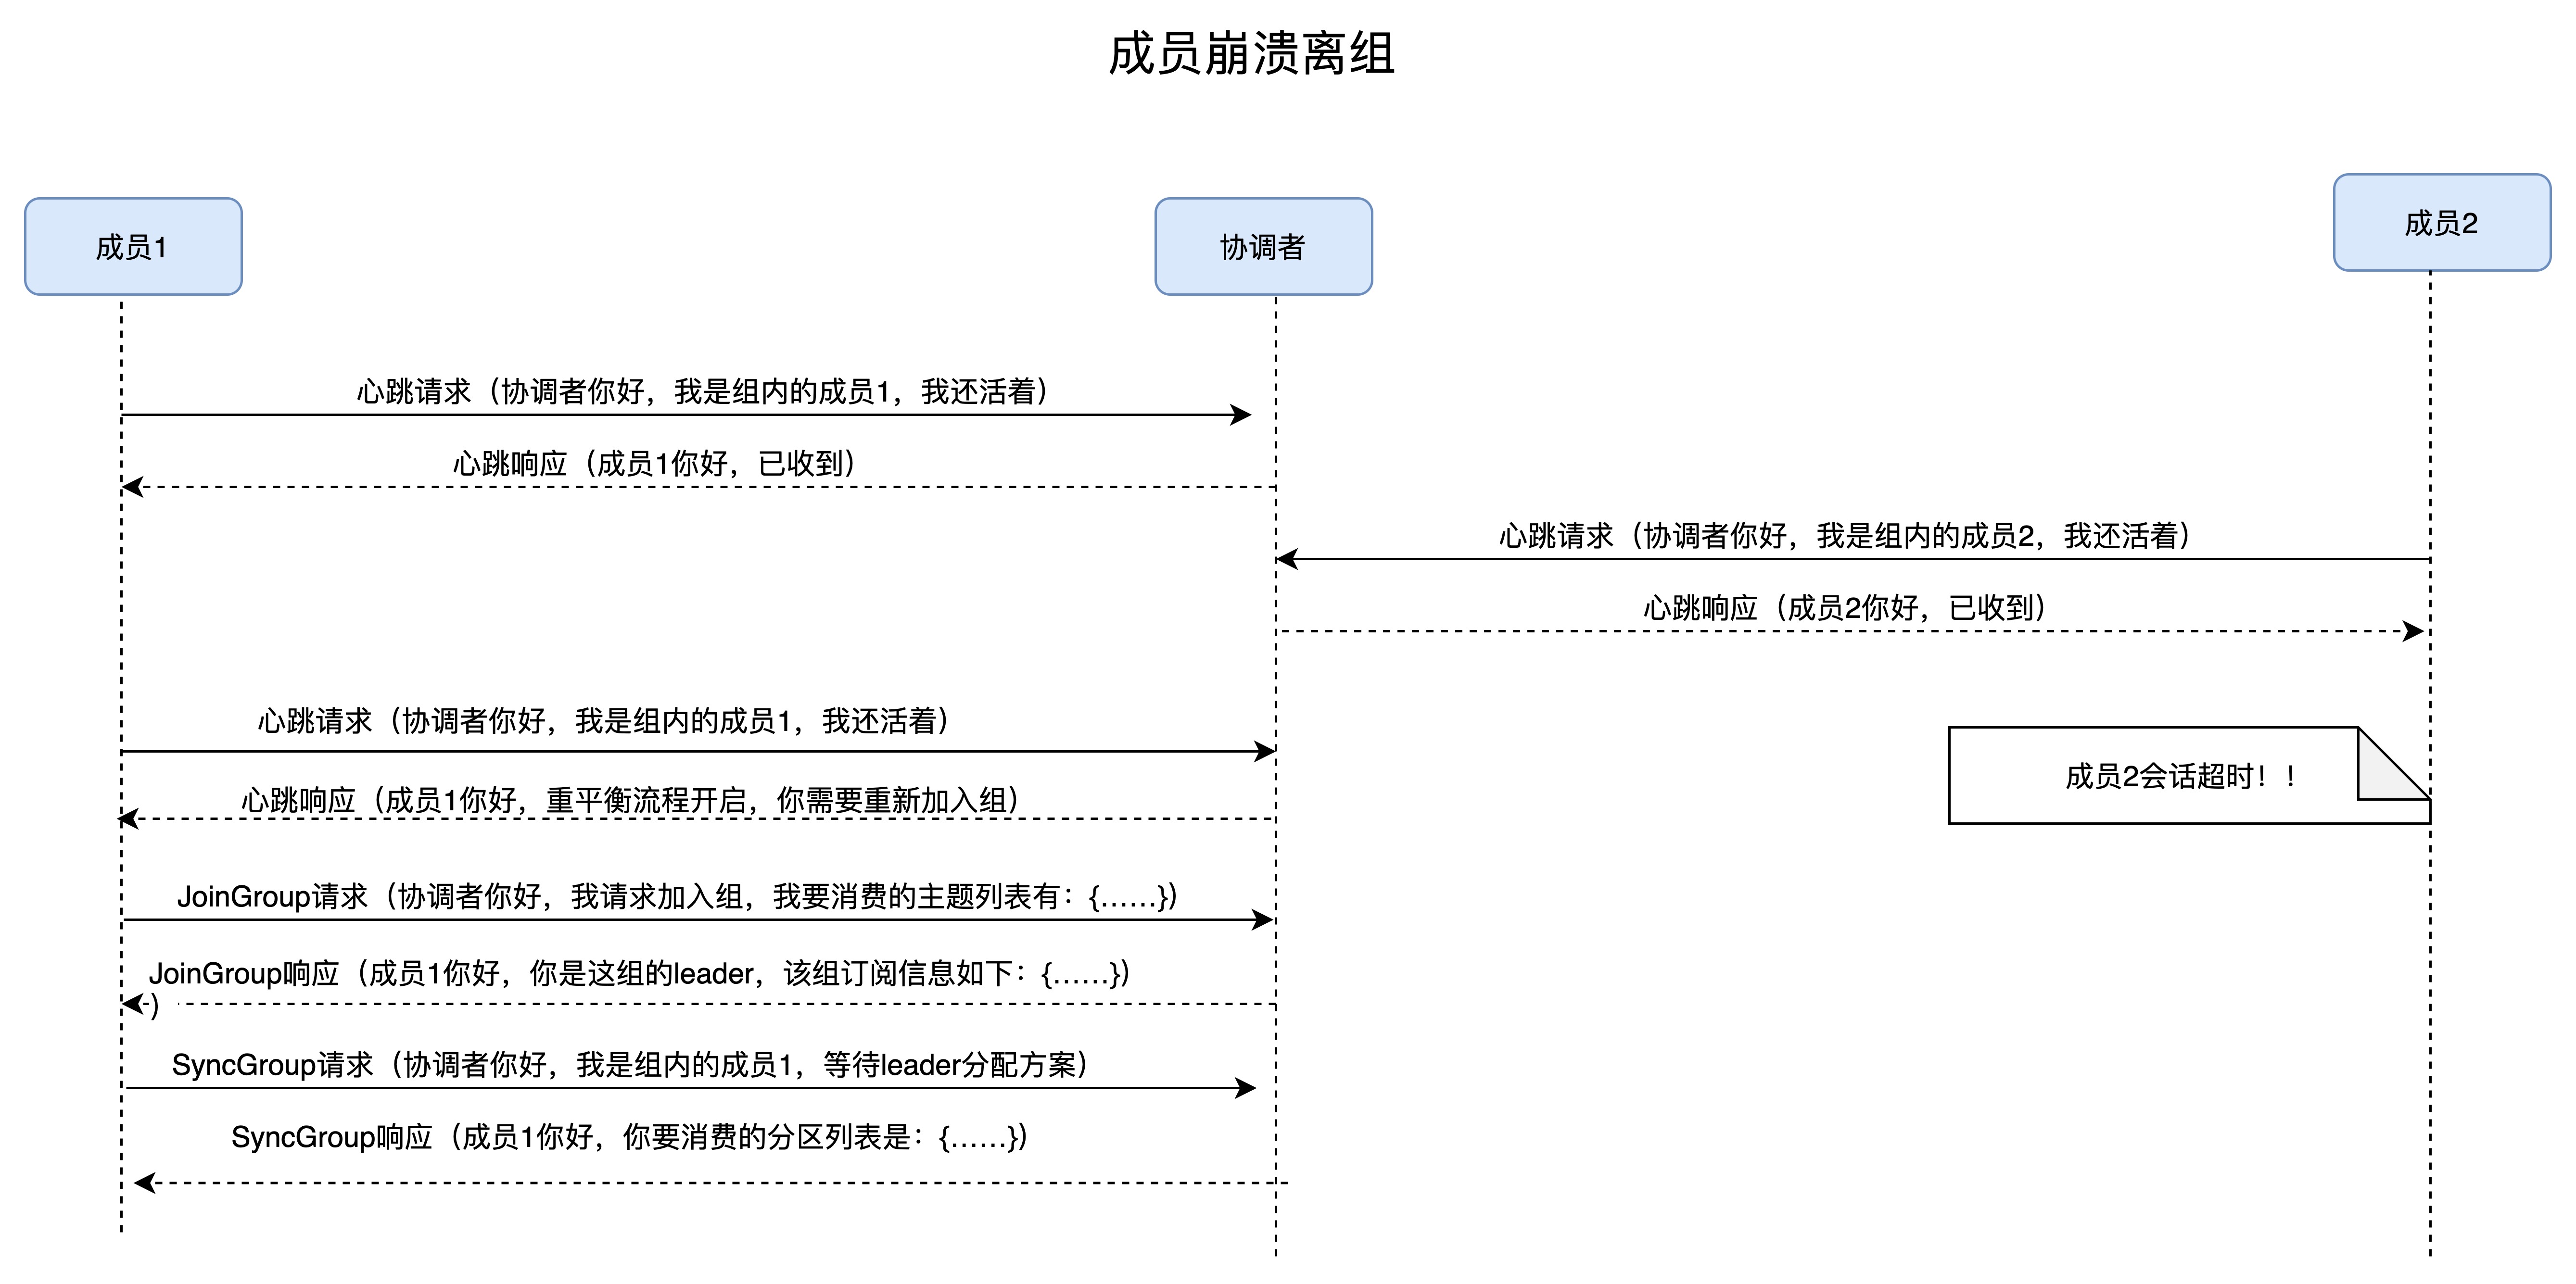 成员崩溃离组
成员1
协调者
成员2
心跳请求（协调者你好，我是组内的成员1，我还活着）
心跳响应（成员1你好，已收到）
心跳请求（协调者你好，我是组内的成员2，我还活着）
心跳响应（成员2你好，已收到）
心跳请求（协调者你好，我是组内的成员1，我还活着）
成员2会话超时！！
心跳响应（成员1你好，重平衡流程开启，你需要重新加入组）
JoinGroup请求（协调者你好，我请求加入组，我要消费的主题列表有：{......}）
JoinGroup响应（成员1你好，你是这组的leader，该组订阅信息如下：{......}）
）
SyncGroup请求（协调者你好，我是组内的成员1，等待leader分配方案）
SyncGroup响应（成员1你好，你要消费的分区列表是：{......}）